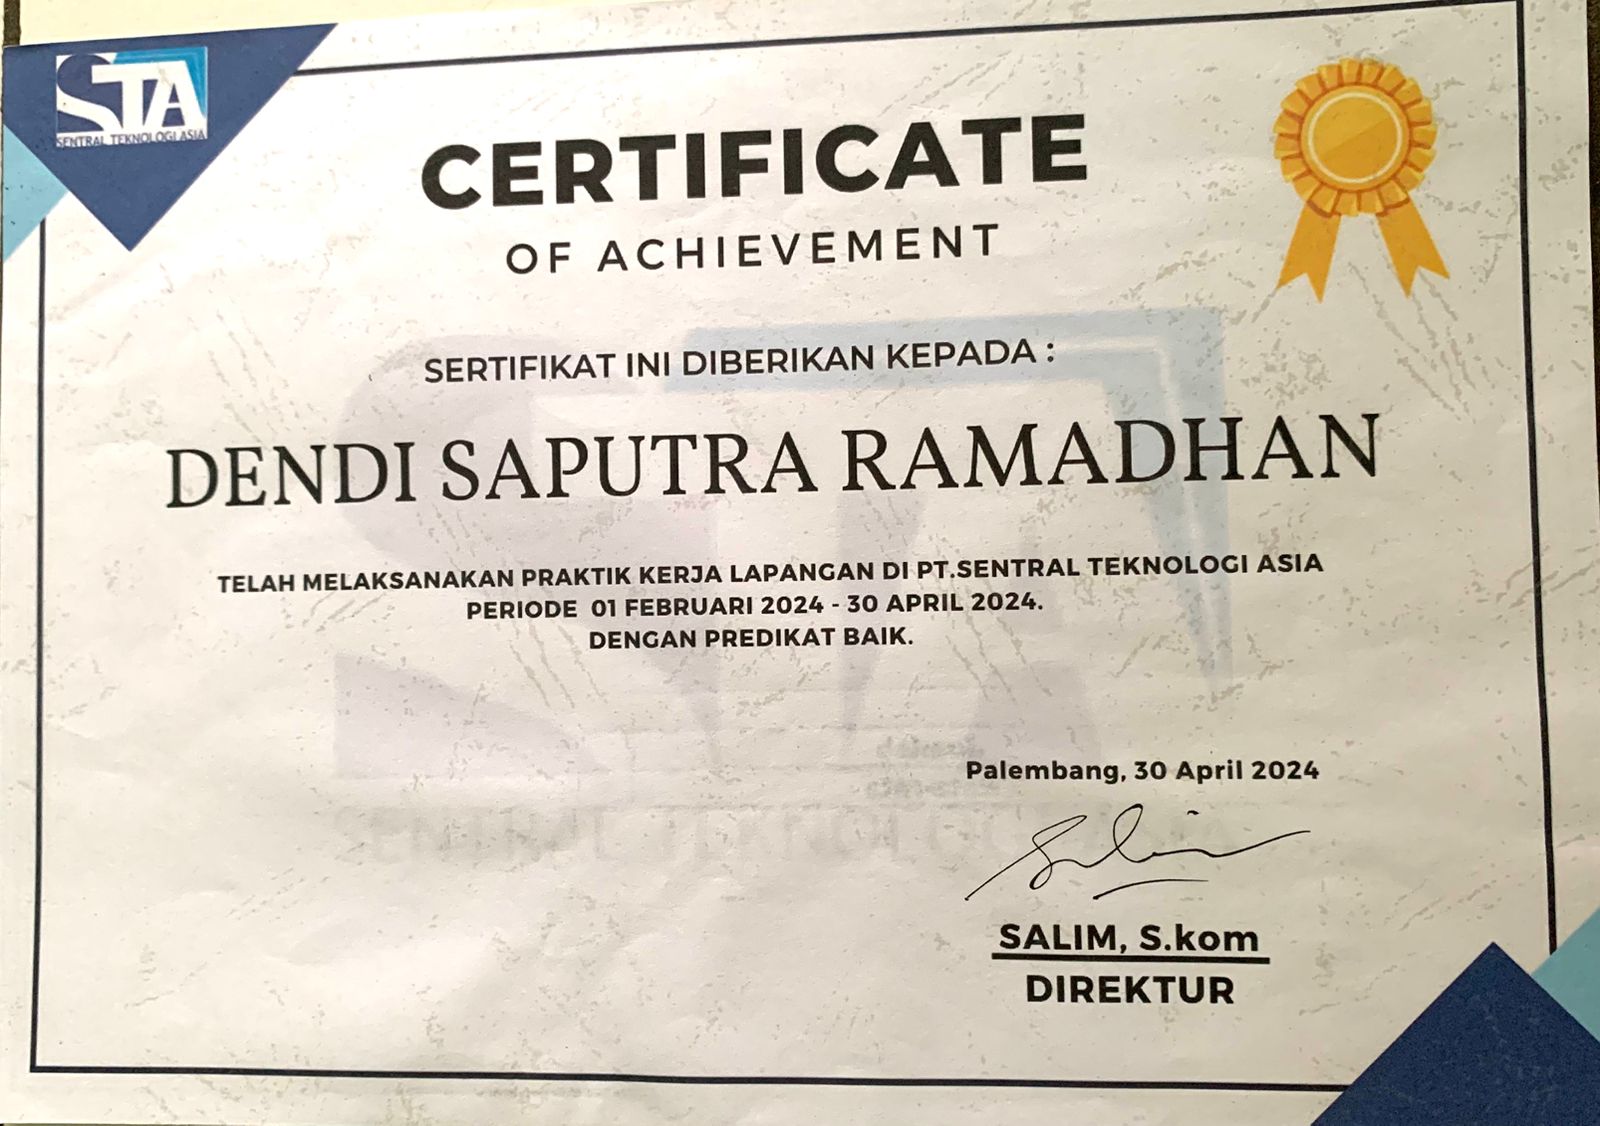 STA
SENTRAL TEKNOLOGI ASIA
CERTIFICATE
OF ACHIEVEMENT
SERTIFIKAT INI DIBERIKAN KEPADA :
DENDI SAPUTRA RAMADHAN
TELAH MELAKSANAKAN PRAKTIK KERJA LAPANGAN DI PT.SENTRAL TEKNOLOGI ASIA
PERIODE 01 FEBRUARI 2024 - 30 APRIL 2024.
DENGAN PREDIKAT BAIK.
Palembang, 30 April 2024
SALIM, S.kom
DIREKTUR